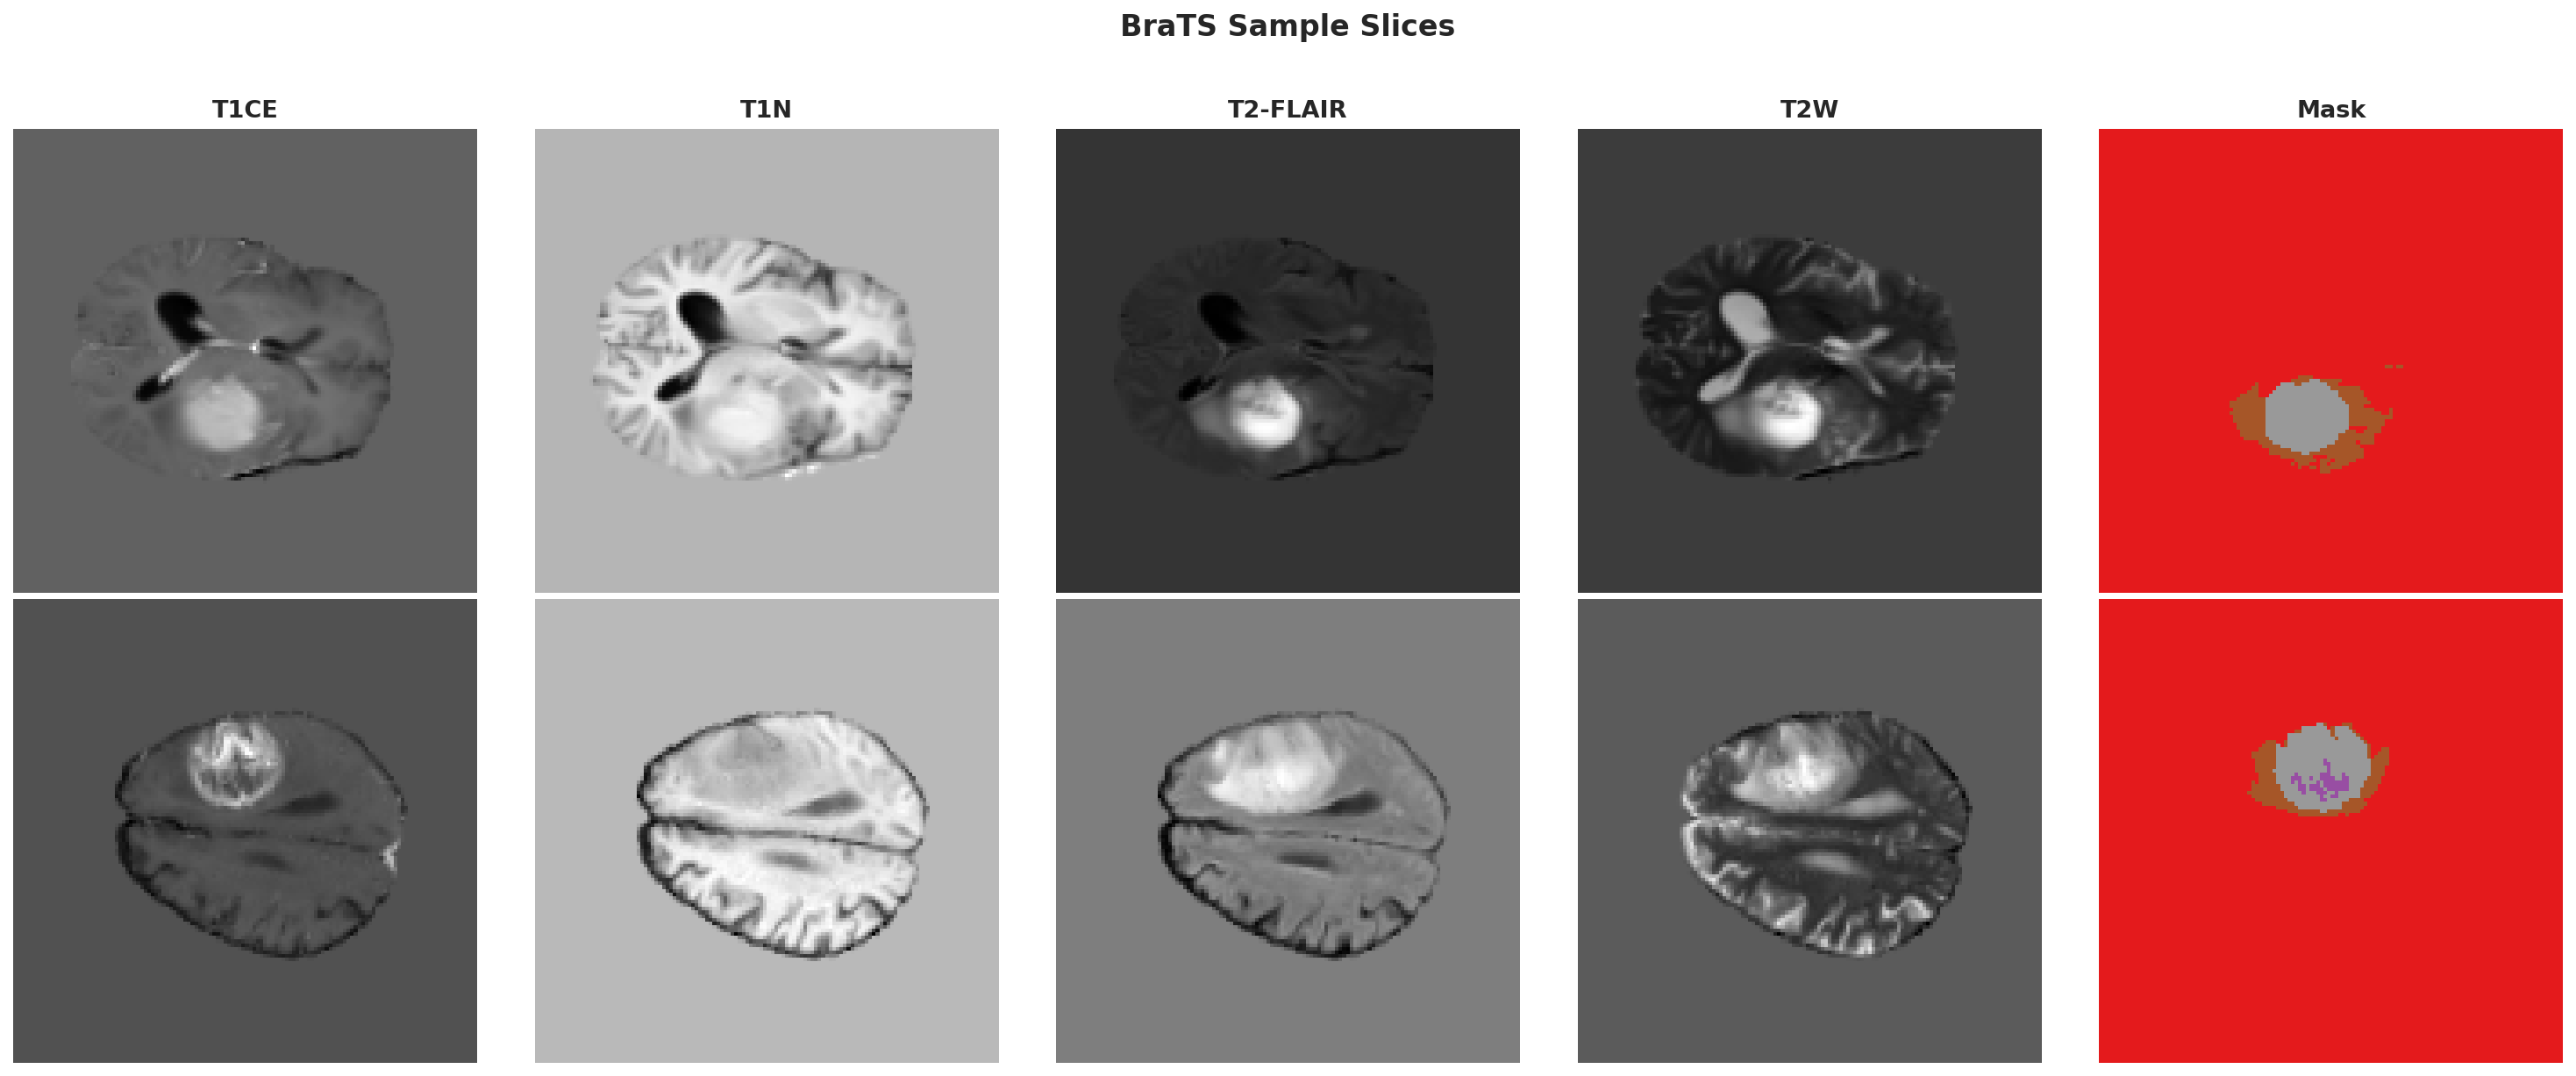 BraTS Sample Slices
T1CE
T1N
T2-FLAIR
T2W
Mask